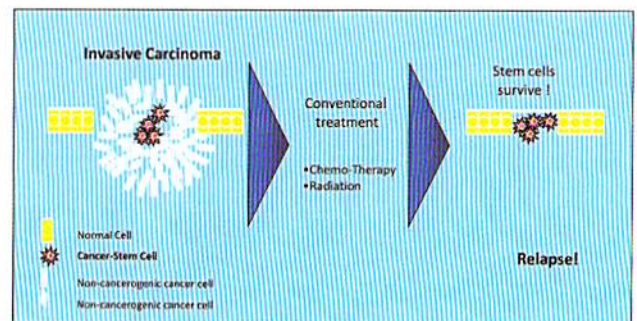 Invasive Carcinoma
Conventional
treatment
•Chemo-Therapy
•Radiation
Stem cells
survive !
Normal Cell
Cancer-Stem Cell
Non-cancerogenic cancer cell
Non-cancerogenic cancer cell
Relapse!